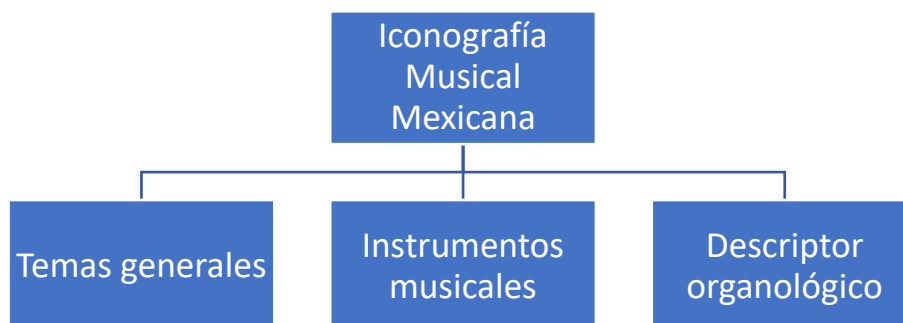 Iconografía
Musical
Mexicana
Temas generales
Instrumentos
musicales
Descriptor
organológico